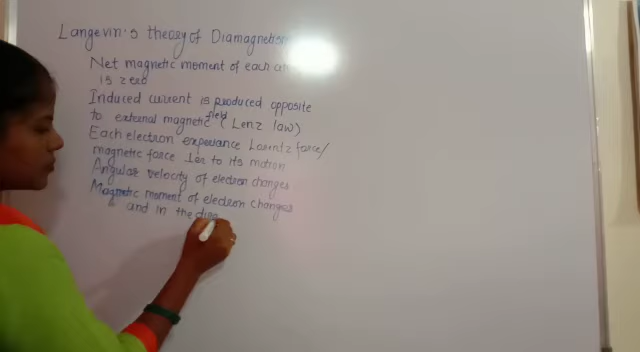 Langevin's theory of Diamagnetism
Net magnetic moment of each
is zero
Induced current is produced opposite
to external magnetic field (Lenz law)
Each electron experiance Lorentz force/
magnetic force ⊥er to its motion
Angular velocity of electron changes
Magnetic moment of electron changes
and in the